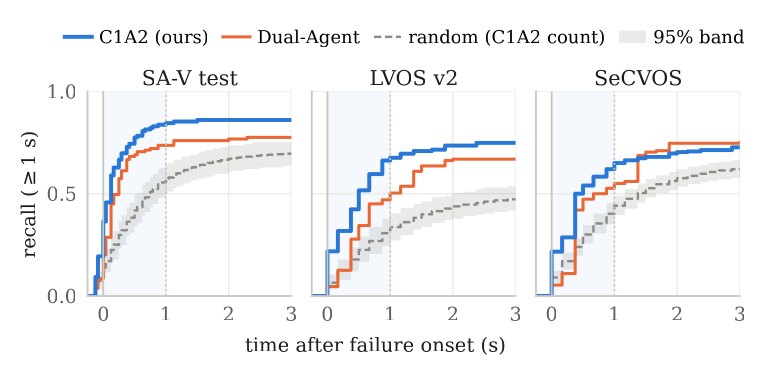 C1A2 (ours) Dual-Agent random (C1A2 count) 95% band
SA-V test LVOS v2 SeCVOS
1.0
0.5
0.0
recall (≥ 1 s)
0 1 2 3 0 1 2 3 0 1 2 3
time after failure onset (s)